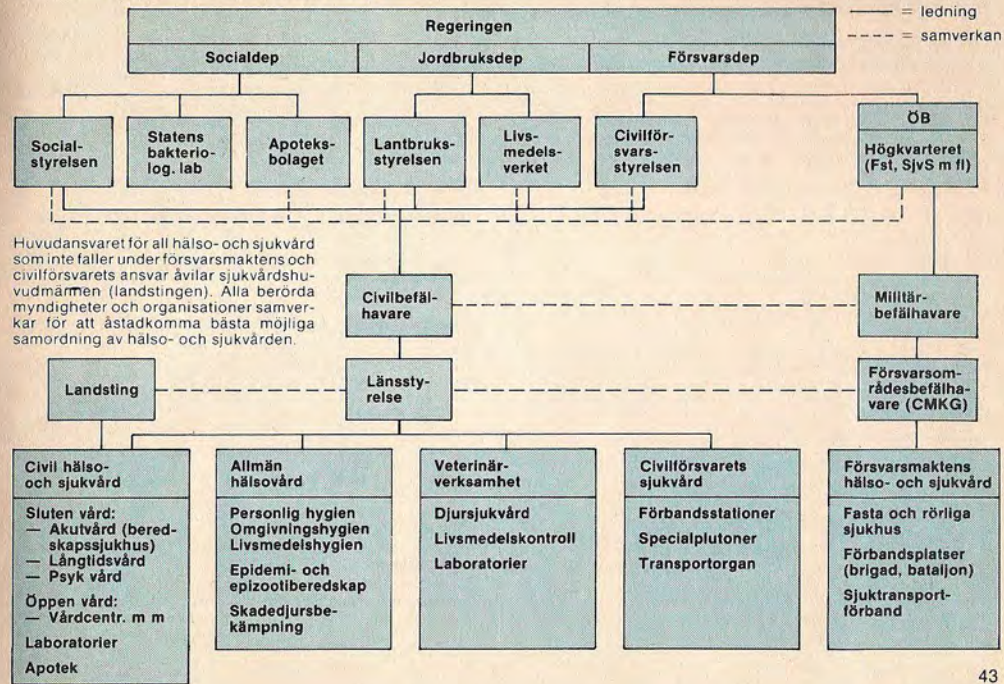 Regeringen
Socialdep
Jordbruksdep
Försvarsdep
—— = ledning
---- = samverkan
Social-
styrelsen
Statens
bakterio-
log. lab
Apoteks-
bolaget
Lantbruks-
styrelsen
Livs-
medels-
verket
Civilför-
svars-
styrelsen
ÖB
Högkvarteret
(Fst, SjvS m fl)
Huvudansvaret för all hälso- och sjukvård
som inte faller under försvarsmaktens och
civilförsvarets ansvar åvilar sjukvårdshu-
vudmännen (landstingen). Alla berörda
myndigheter och organisationer samver-
kar för att åstadkomma bästa möjliga
samordning av hälso- och sjukvården.
Civilbefäl-
havare
Militär-
befälhavare
Landsting
Länssty-
relse
Försvarsom-
rådesbefälha-
vare (CMKG)
Civil hälso-
och sjukvård
Sluten vård:
— Akutvård (bered-
skapssjukhus)
— Långtidsvård
— Psyk vård
Öppen vård:
— Vårdcentr. m m
Laboratorier
Apotek
Allmän
hälsovård
Personlig hygien
Omgivningshygien
Livsmedelshygien
Epidemi- och
epizootiberedskap
Skadedjursbe-
kämpning
Veterinär-
verksamhet
Djursjukvård
Livsmedelskontroll
Laboratorier
Civilförsvarets
sjukvård
Förbandsstationer
Specialplutoner
Transportorgan
Försvarsmaktens
hälso- och sjukvård
Fasta och rörliga
sjukhus
Förbandsplatser
(brigad, bataljon)
Sjuktransport-
förband
43